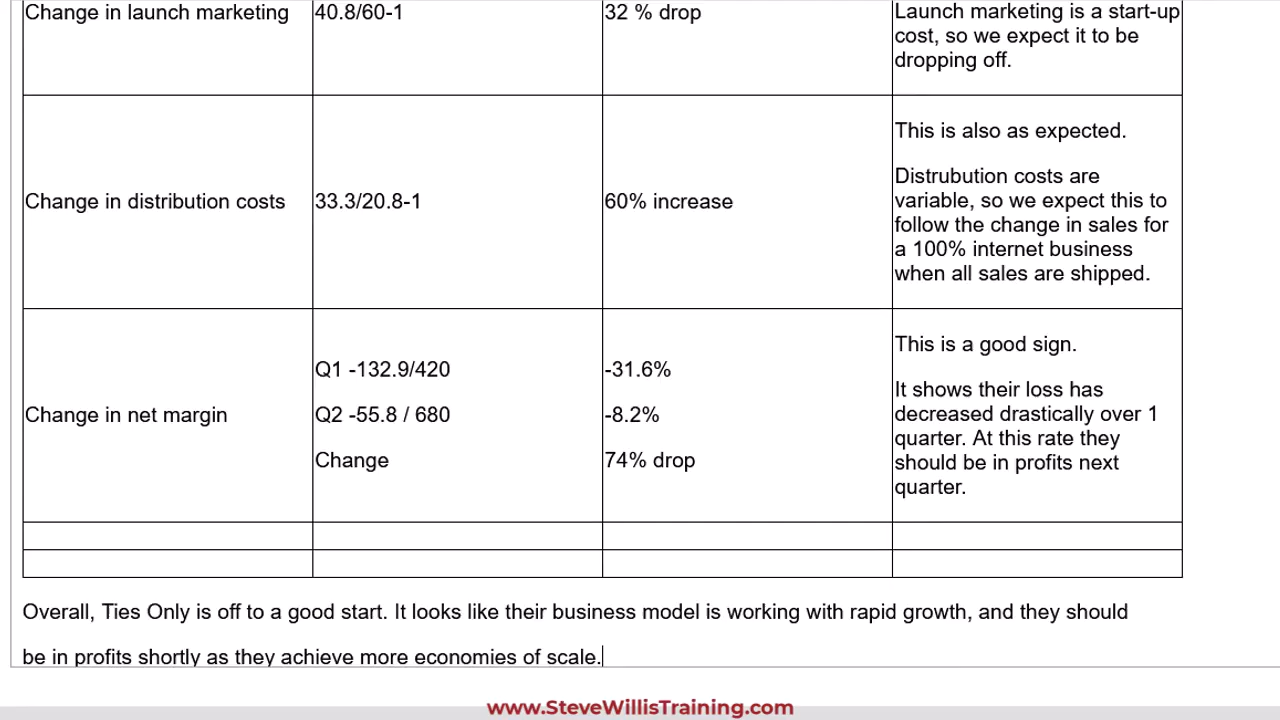 Change in launch marketing
40.8/60-1
32 % drop
Launch marketing is a start-up
cost, so we expect it to be
dropping off.
Change in distribution costs
33.3/20.8-1
60% increase
This is also as expected.
Distrubution costs are
variable, so we expect this to
follow the change in sales for
a 100% internet business
when all sales are shipped.
Change in net margin
Q1 -132.9/420
Q2 -55.8 / 680
Change
-31.6%
-8.2%
74% drop
This is a good sign.
It shows their loss has
decreased drastically over 1
quarter. At this rate they
should be in profits next
quarter.
Overall, Ties Only is off to a good start. It looks like their business model is working with rapid growth, and they should
be in profits shortly as they achieve more economies of scale.
www.SteveWillisTraining.com